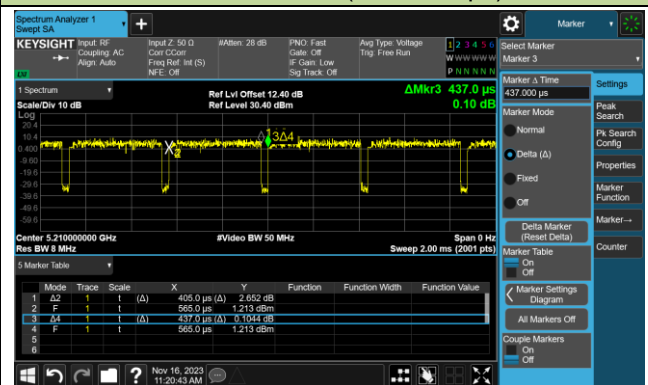 Spectrum Analyzer 1
Swept SA
Marker
KEYSIGHT Input: RF Input Z: 50 Ω #Atten: 28 dB PNO: Fast Avg Type: Voltage 1 2 3 4 5 6
Coupling: AC Corr CCorr Gate: Off Trig: Free Run
Align: Auto Freq Ref: Int (S) IF Gain: Low W W W W W W
NFE: Off Sig Track: Off P N N N N N
Select Marker
Marker 3
1 Spectrum Ref Lvl Offset 12.40 dB ΔMkr3 437.0 µs
Scale/Div 10 dB Ref Level 30.40 dBm 0.10 dB
Log
20.4
10.4
0.400
-9.60
-19.6
-29.6
-39.6
-49.6
-59.6
Center 5.210000000 GHz #Video BW 50 MHz Span 0 Hz
Res BW 8 MHz Sweep 2.00 ms (2001 pts)
5 Marker Table
Mode Trace Scale X Y Function Function Width Function Value
1 Δ2 1 t (Δ) 405.0 µs (Δ) 2.652 dB
2 F 1 t 565.0 µs 1.213 dBm
3 Δ4 1 t (Δ) 437.0 µs (Δ) 0.1044 dB
4 F 1 t 565.0 µs 1.213 dBm
5
6
Marker Δ Time
437.000 µs
Marker Mode
Normal
Delta (Δ)
Fixed
Off
Delta Marker
(Reset Delta)
Marker Table
On
Off
Marker Settings
Diagram
All Markers Off
Couple Markers
On
Off
Settings
Peak
Search
Pk Search
Config
Properties
Marker
Function
Marker→
Counter
Nov 16, 2023
11:20:43 AM